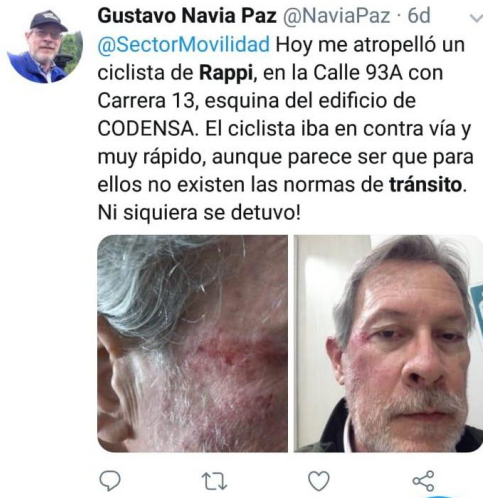 Gustavo Navia Paz @NaviaPaz · 6d
@SectorMovilidad Hoy me atropelló un
ciclista de Rappi, en la Calle 93A con
Carrera 13, esquina del edificio de
CODENSA. El ciclista iba en contra vía y
muy rápido, aunque parece ser que para
ellos no existen las normas de tránsito.
Ni siquiera se detuvo!